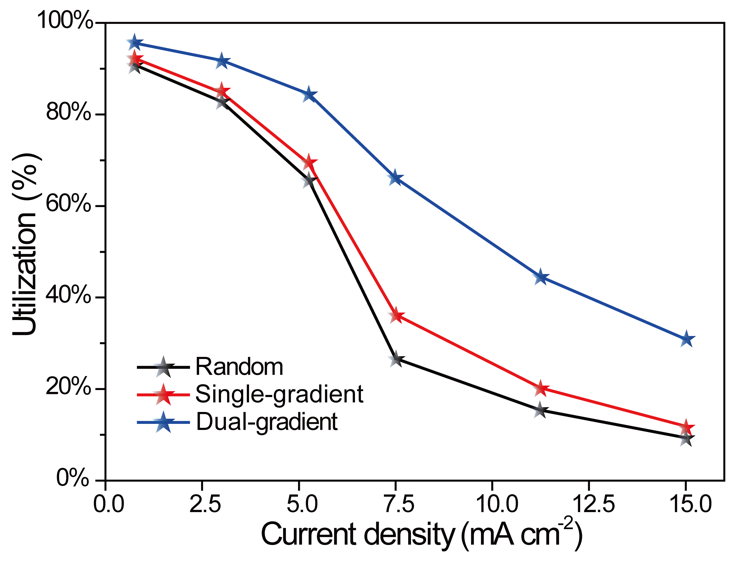 100%
80%
60%
40%
20%
0%
Utilization (%)
Random
Single-gradient
Dual-gradient
0.0 2.5 5.0 7.5 10.0 12.5 15.0
Current density (mA cm⁻²)